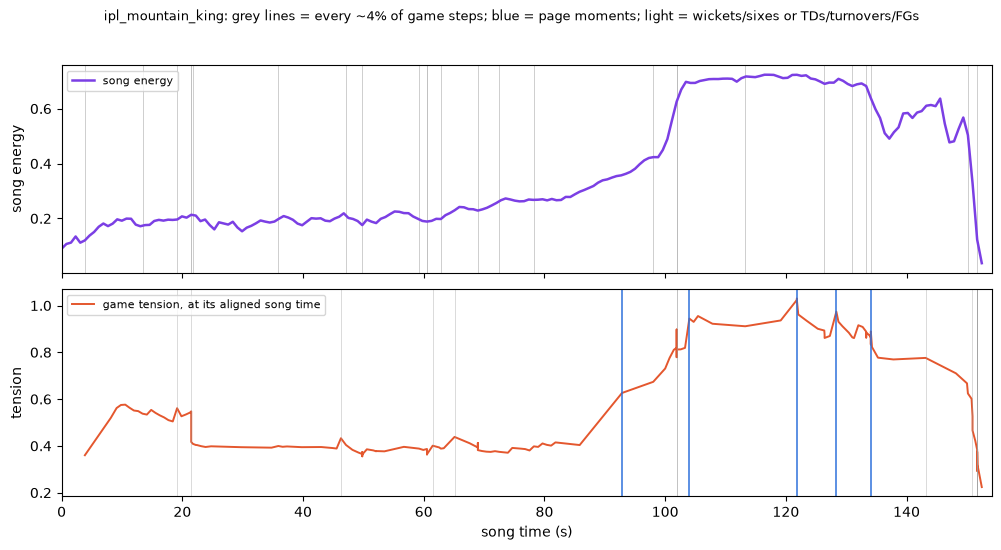 ipl_mountain_king: grey lines = every ~4% of game steps; blue = page moments; light = wickets/sixes or TDs/turnovers/FGs
song energy
song energy
0.6
0.4
0.2
game tension, at its aligned song time
tension
1.0
0.8
0.6
0.4
0.2
0
20
40
60
80
100
120
140
song time (s)